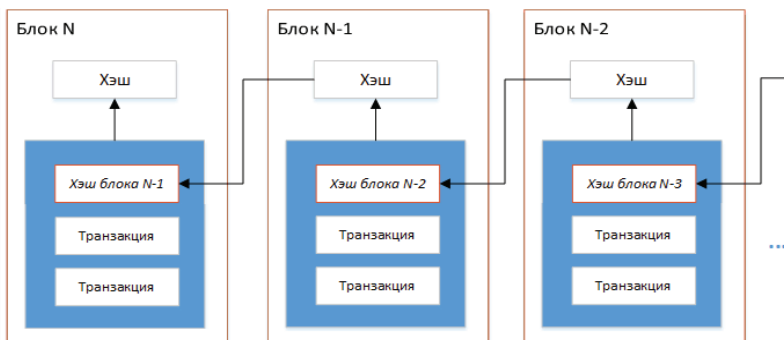 Блок N
Хэш
Хэш блока N-1
Транзакция
Транзакция
Блок N-1
Хэш
Хэш блока N-2
Транзакция
Транзакция
Блок N-2
Хэш
Хэш блока N-3
Транзакция
Транзакция
...